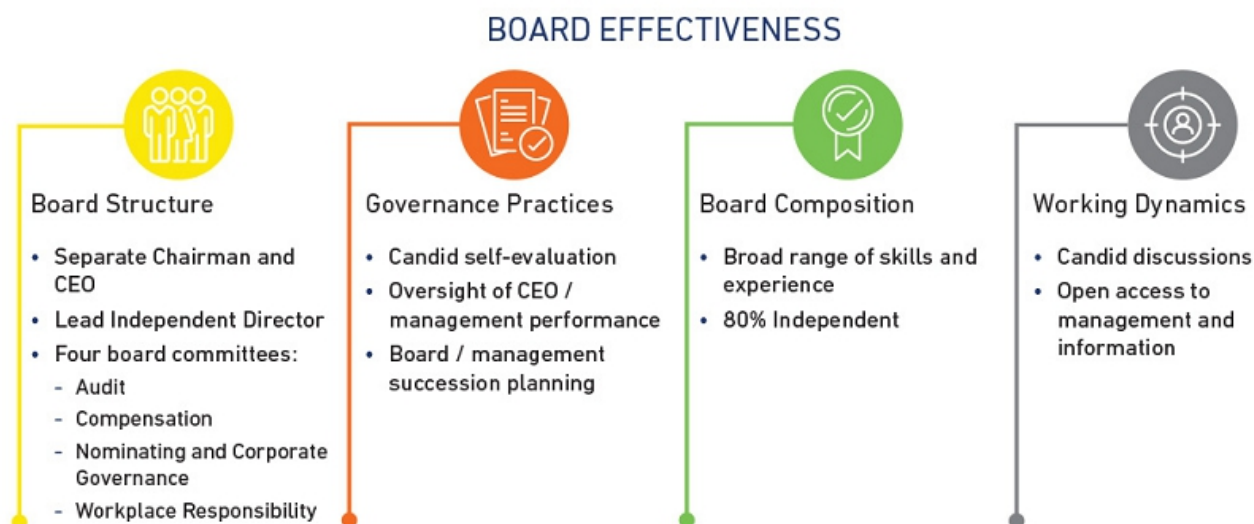 BOARD EFFECTIVENESS
Board Structure
• Separate Chairman and
CEO
• Lead Independent Director
• Four board committees:
- Audit
- Compensation
- Nominating and Corporate
Governance
- Workplace Responsibility
Governance Practices
• Candid self-evaluation
• Oversight of CEO /
management performance
• Board / management
succession planning
Board Composition
• Broad range of skills and
experience
• 80% Independent
Working Dynamics
• Candid discussions
• Open access to
management and
information